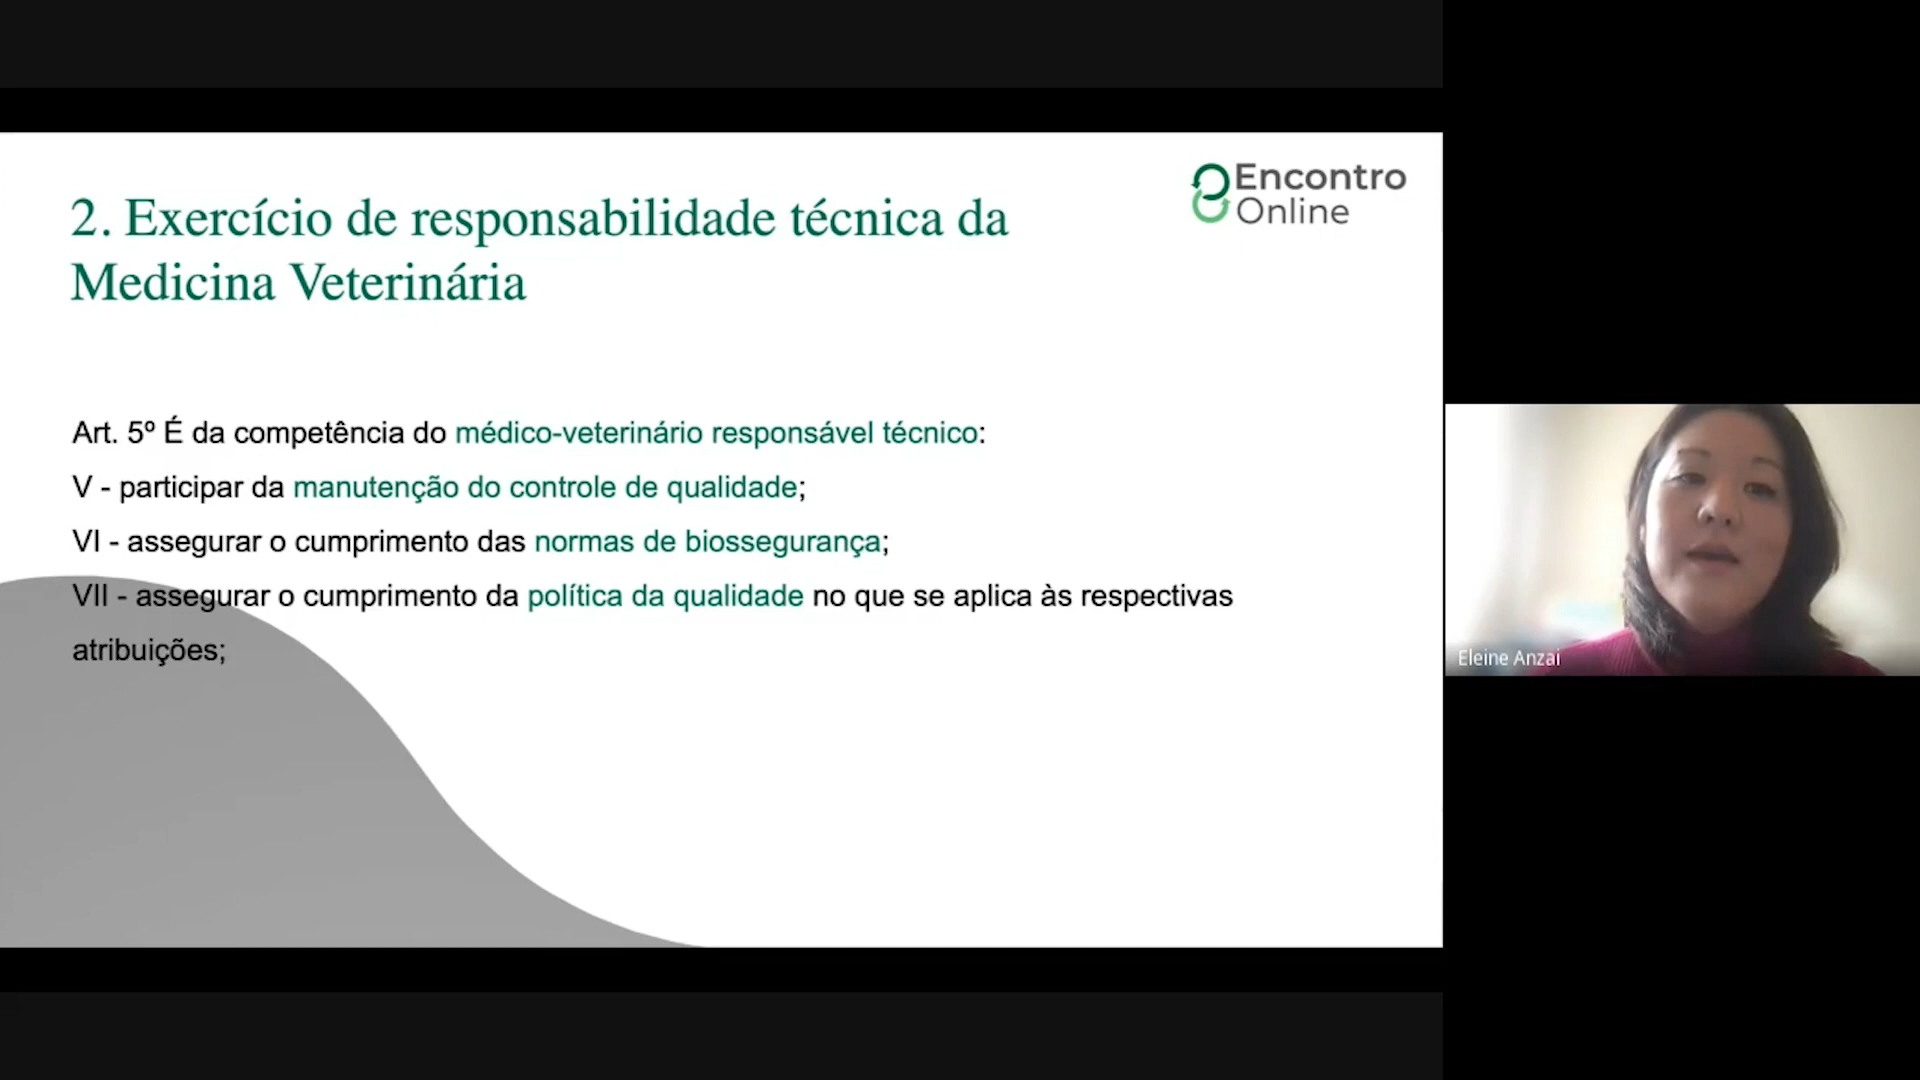 Encontro
Online
2. Exercício de responsabilidade técnica da
Medicina Veterinária
Art. 5º É da competência do médico-veterinário responsável técnico:
V - participar da manutenção do controle de qualidade;
VI - assegurar o cumprimento das normas de biossegurança;
VII - assegurar o cumprimento da política da qualidade no que se aplica às respectivas
atribuições;
Eleine Anzai